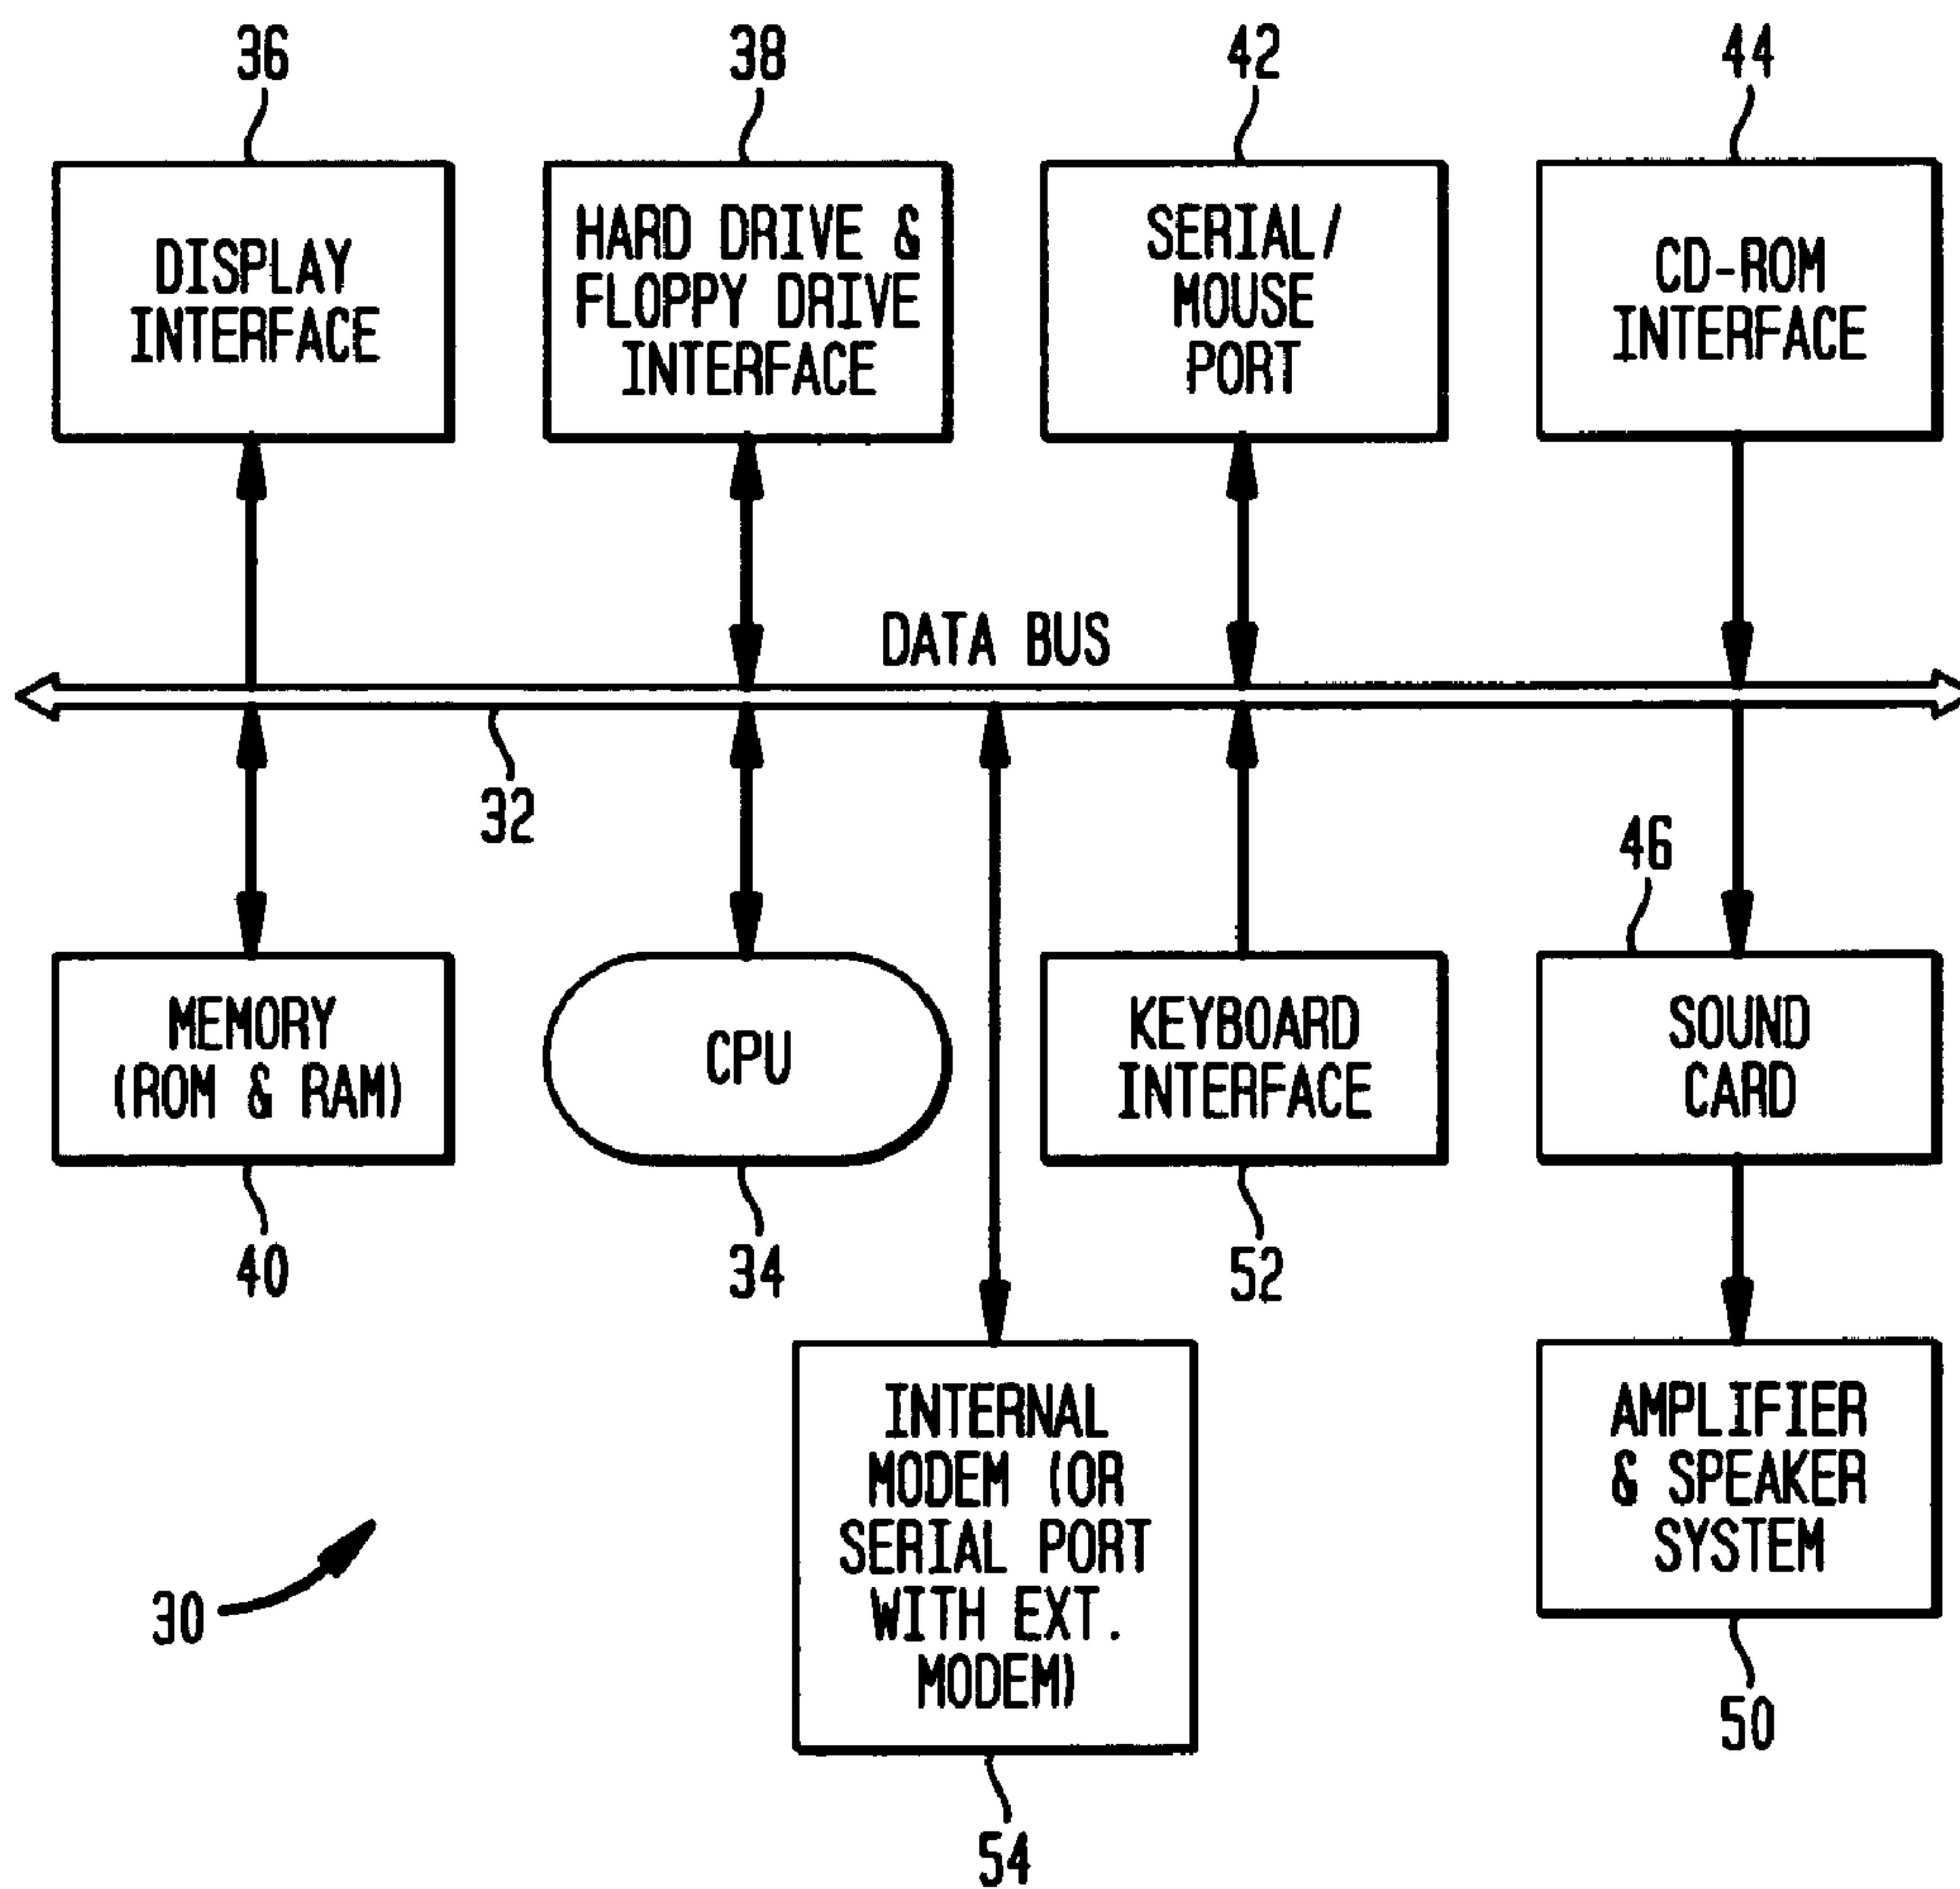 36
38
42
44
DISPLAY
INTERFACE
HARD DRIVE &
FLOPPY DRIVE
INTERFACE
SERIAL/
MOUSE
PORT
CD-ROM
INTERFACE
DATA BUS
32
46
MEMORY
(ROM & RAM)
CPU
KEYBOARD
INTERFACE
SOUND
CARD
40
34
52
INTERNAL
MODEM (OR
SERIAL PORT
WITH EXT.
MODEM)
AMPLIFIER
& SPEAKER
SYSTEM
30
50
54